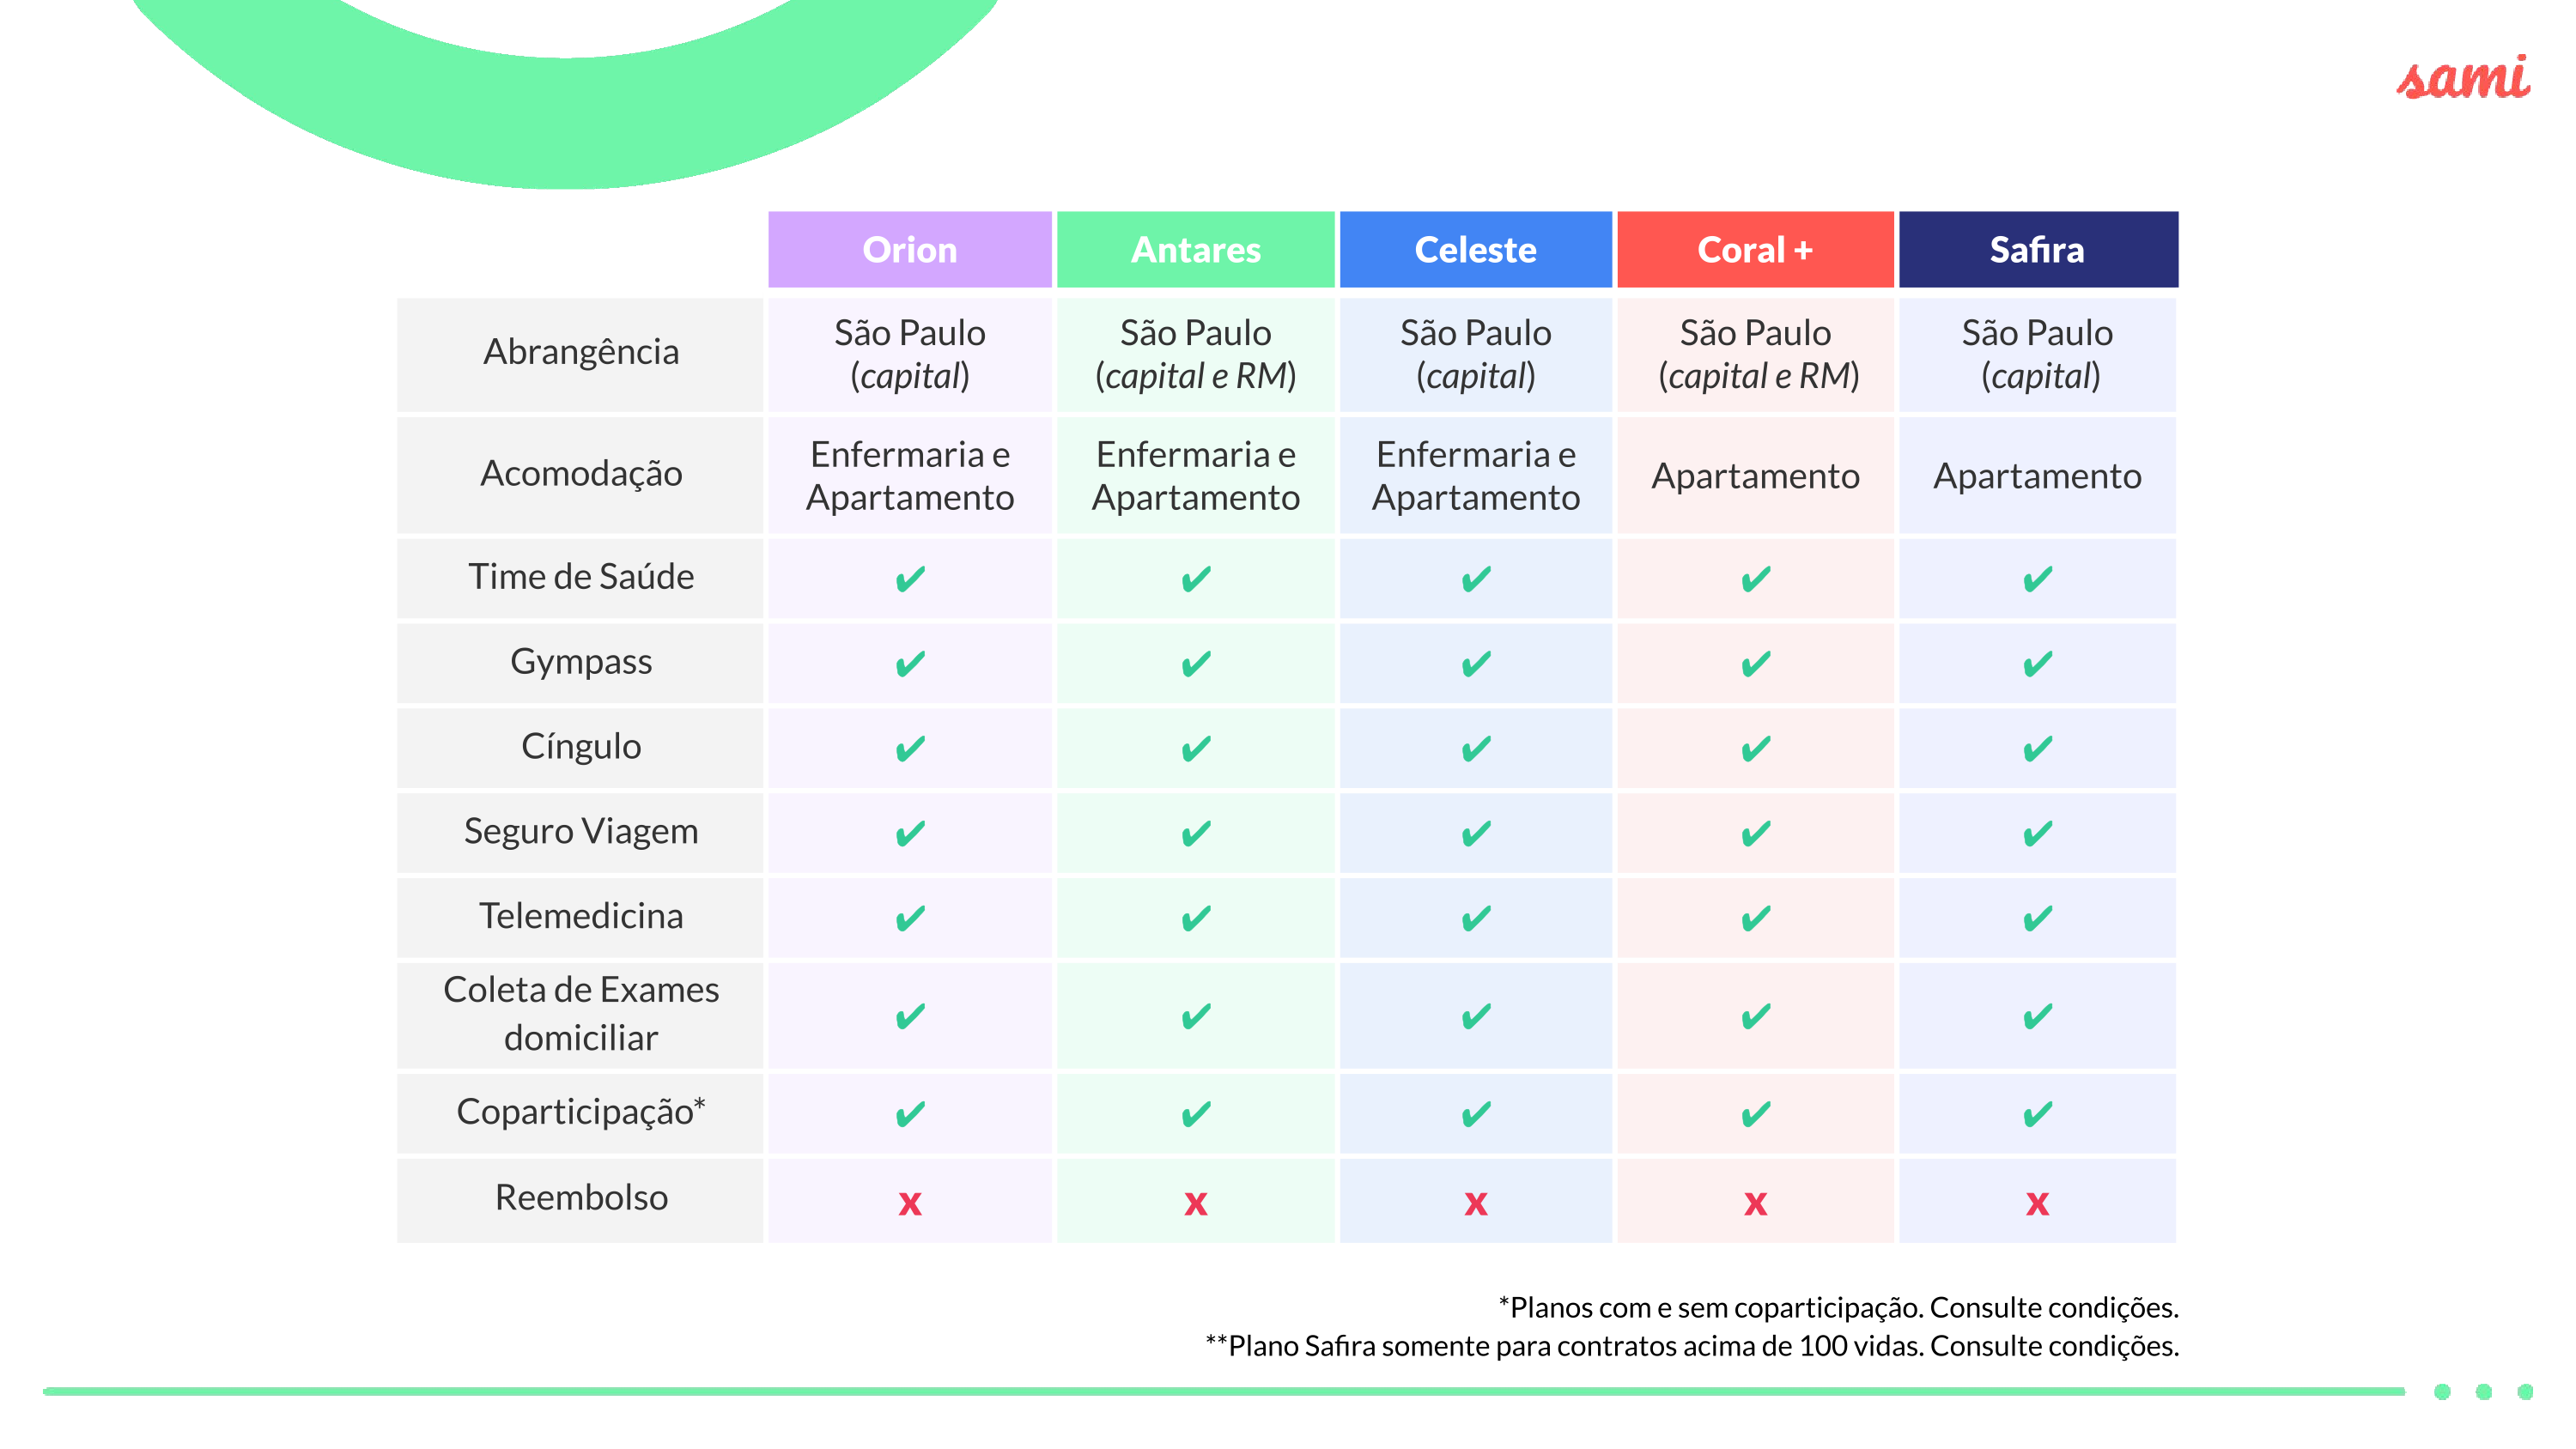 sami
Orion Antares Celeste Coral + Safira
Abrangência São Paulo São Paulo São Paulo São Paulo São Paulo
(capital) (capital e RM) (capital) (capital e RM) (capital)
Acomodação Enfermaria e Enfermaria e Enfermaria e Apartamento Apartamento
Apartamento Apartamento Apartamento
Time de Saúde ✔ ✔ ✔ ✔ ✔
Gympass ✔ ✔ ✔ ✔ ✔
Cíngulo ✔ ✔ ✔ ✔ ✔
Seguro Viagem ✔ ✔ ✔ ✔ ✔
Telemedicina ✔ ✔ ✔ ✔ ✔
Coleta de Exames
domiciliar ✔ ✔ ✔ ✔ ✔
Coparticipação* ✔ ✔ ✔ ✔ ✔
Reembolso x x x x x
*Planos com e sem coparticipação. Consulte condições.
**Plano Safira somente para contratos acima de 100 vidas. Consulte condições.